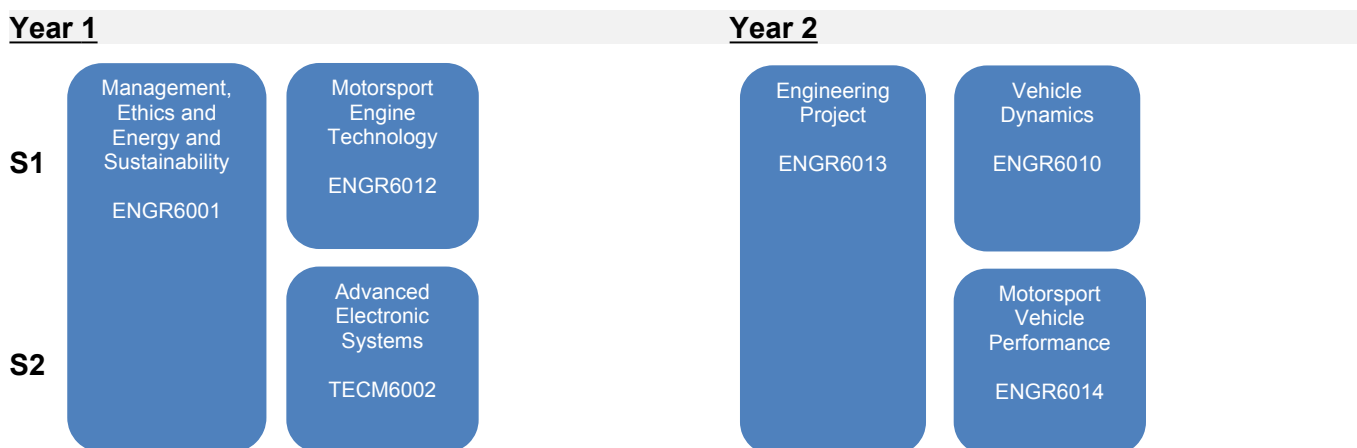 Year 1
Year 2
S1
Management,
Ethics and
Energy and
Sustainability
ENGR6001
Motorsport
Engine
Technology
ENGR6012
Engineering
Project
ENGR6013
Vehicle
Dynamics
ENGR6010
S2
Advanced
Electronic
Systems
TECM6002
Motorsport
Vehicle
Performance
ENGR6014